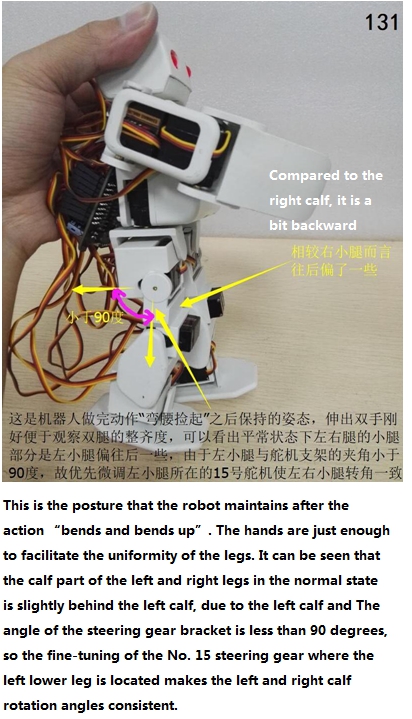 131
Compared to the
right calf, it is a
bit backward
相较右小腿而言
往后偏了一些
小于90度
这是机器人做完动作“弯腰捡起”之后保持的姿态，伸出双手刚
好便于观察双腿的整齐度，可以看出平常状态下左右腿的小腿
部分是左小腿偏往后一些，由于左小腿与舵机支架的夹角小于
90度，故优先微调左小腿所在的15号舵机使左右小腿转角一致
This is the posture that the robot maintains after the
action “bends and bends up”. The hands are just enough
to facilitate the uniformity of the legs. It can be seen that
the calf part of the left and right legs in the normal state
is slightly behind the left calf, due to the left calf and The
angle of the steering gear bracket is less than 90 degrees,
so the fine-tuning of the No. 15 steering gear where the
left lower leg is located makes the left and right calf
rotation angles consistent.